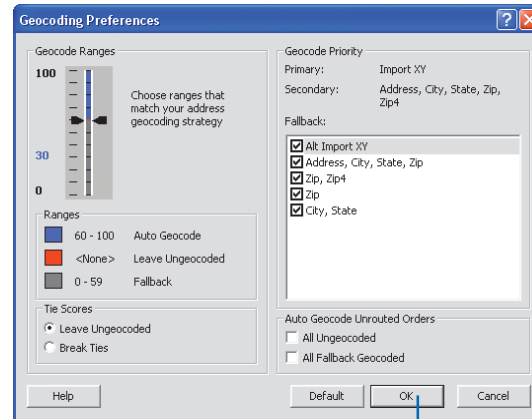 Geocoding Preferences
Geocode Ranges
100
30
0
Choose ranges that
match your address
geocoding strategy
Ranges
60 - 100 Auto Geocode
<None> Leave Ungeocoded
0 - 59 Fallback
Tie Scores
Leave Ungeocoded
Break Ties
Geocode Priority
Primary: Import XY
Secondary: Address, City, State, Zip,
Zip4
Fallback:
Alt Import XY
Address, City, State, Zip
Zip, Zip4
Zip
City, State
Auto Geocode Unrouted Orders
All Ungeocoded
All Fallback Geocoded
Help
Default
OK
Cancel